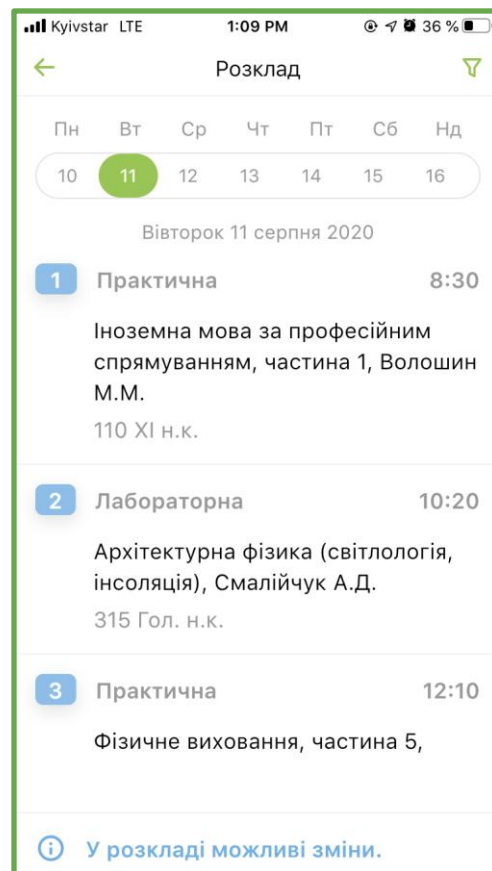 Kyivstar LTE 1:09 PM 36 %
Розклад
Пн Вт Ср Чт Пт Сб Нд
10 11 12 13 14 15 16
Вівторок 11 серпня 2020
1 Практична 8:30
Іноземна мова за професійним
спрямуванням, частина 1, Волошин
М.М.
110 XI н.к.
2 Лабораторна 10:20
Архітектурна фізика (світлологія,
інсоляція), Смалійчук А.Д.
315 Гол. н.к.
3 Практична 12:10
Фізичне виховання, частина 5,
У розкладі можливі зміни.